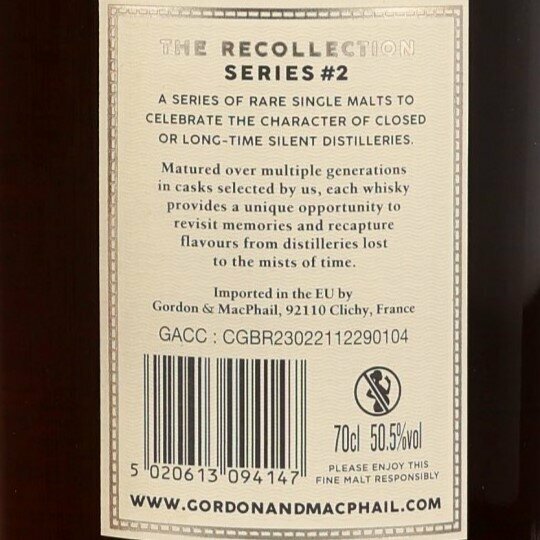 THE RECOLLECTION
SERIES #2
A SERIES OF RARE SINGLE MALTS TO
CELEBRATE THE CHARACTER OF CLOSED
OR LONG-TIME SILENT DISTILLERIES.
Matured over multiple generations
in casks selected by us, each whisky
provides a unique opportunity to
revisit memories and recapture
flavours from distilleries lost
to the mists of time.
Imported in the EU by
Gordon & MacPhail, 92110 Clichy, France
GACC : CGBR23022112290104
70cl 50.5%vol
5 020613 094147
PLEASE ENJOY THIS
FINE MALT RESPONSIBLY
WWW.GORDONANDMACPHAIL.COM